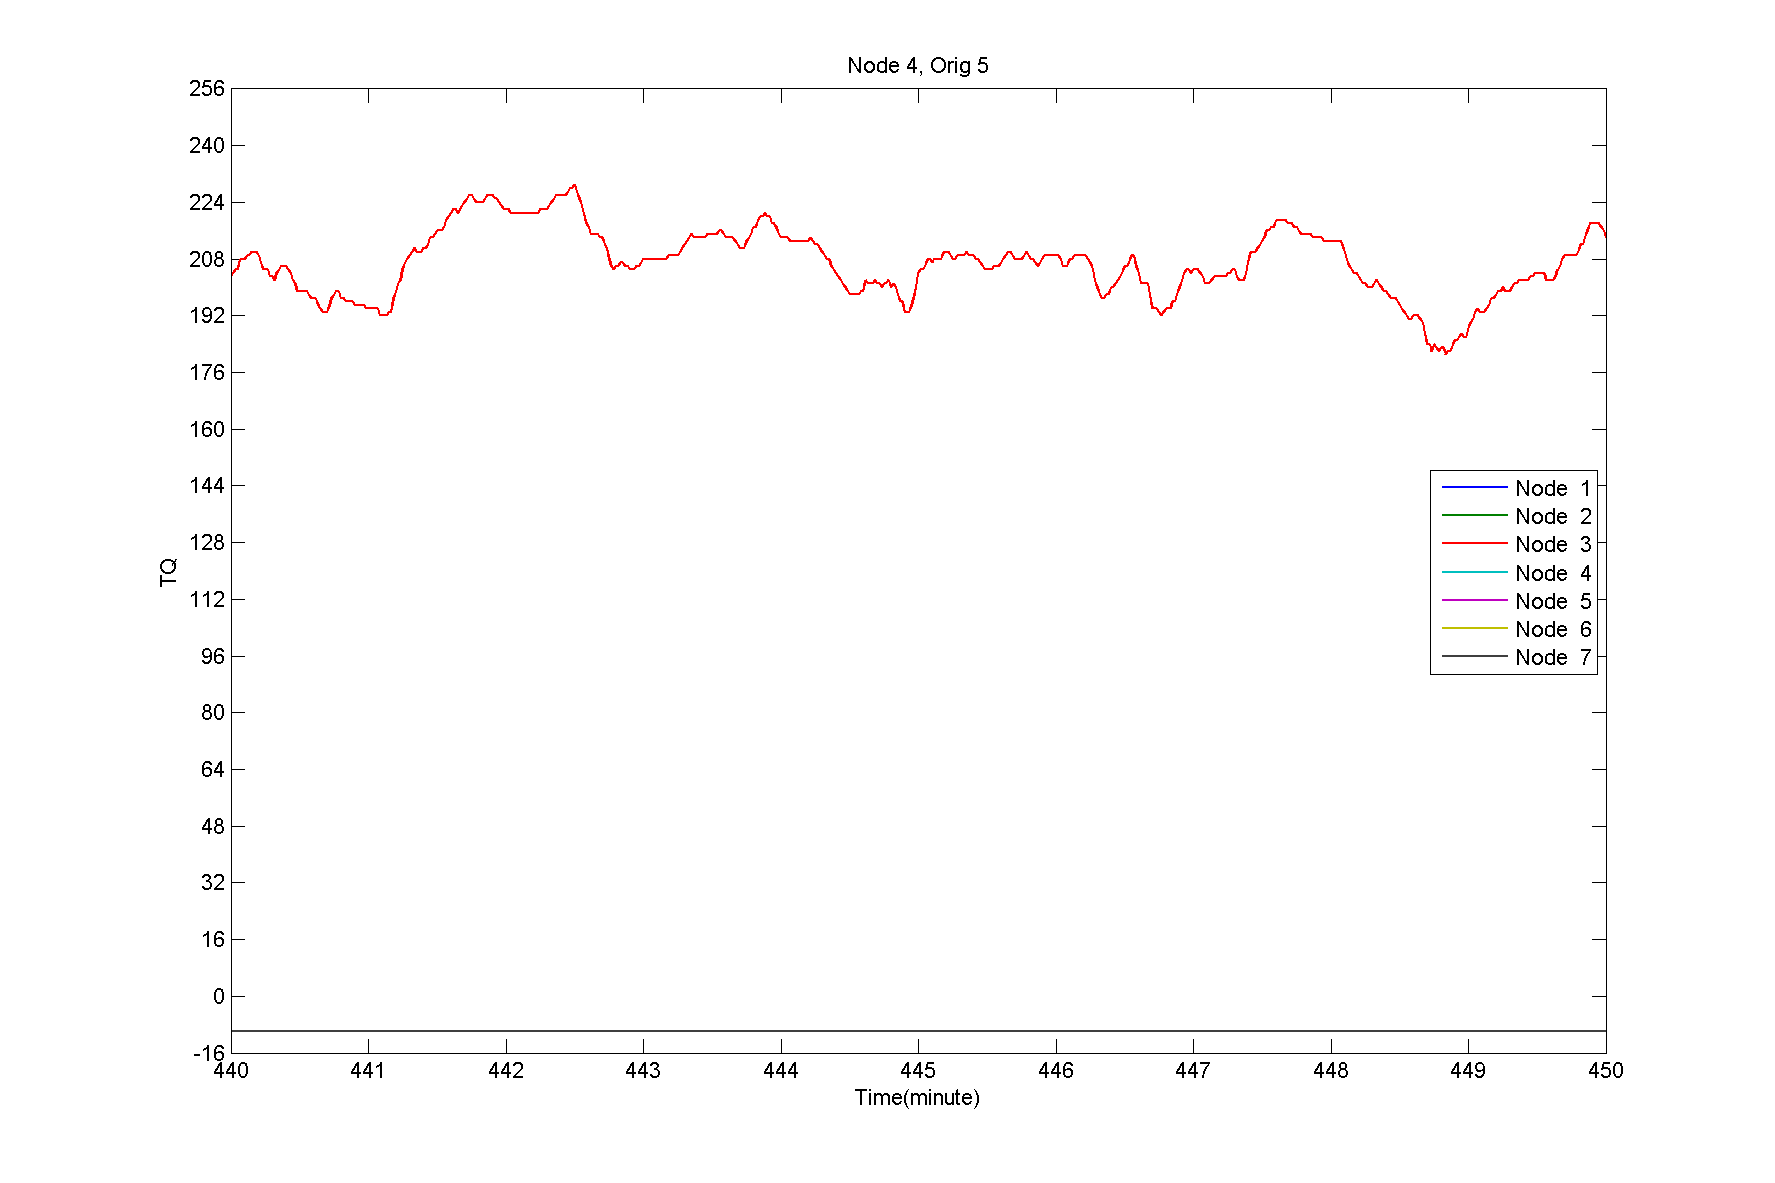 Node 4, Orig 5
256
240
224
208
192
176
160
144
128
112
96
80
64
48
32
16
0
-16
TQ
Node 1
Node 2
Node 3
Node 4
Node 5
Node 6
Node 7
440 441 442 443 444 445 446 447 448 449 450
Time(minute)